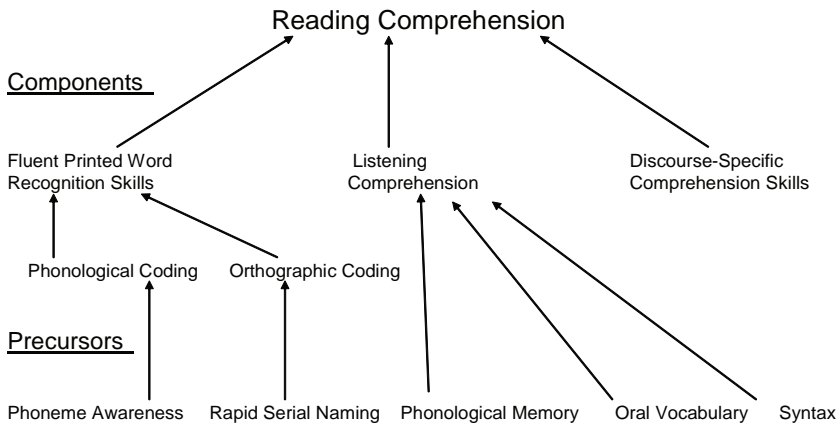 Reading Comprehension
Components
Fluent Printed Word
Recognition Skills
Listening
Comprehension
Discourse-Specific
Comprehension Skills
Phonological Coding
Orthographic Coding
Precursors
Phoneme Awareness
Rapid Serial Naming
Phonological Memory
Oral Vocabulary
Syntax